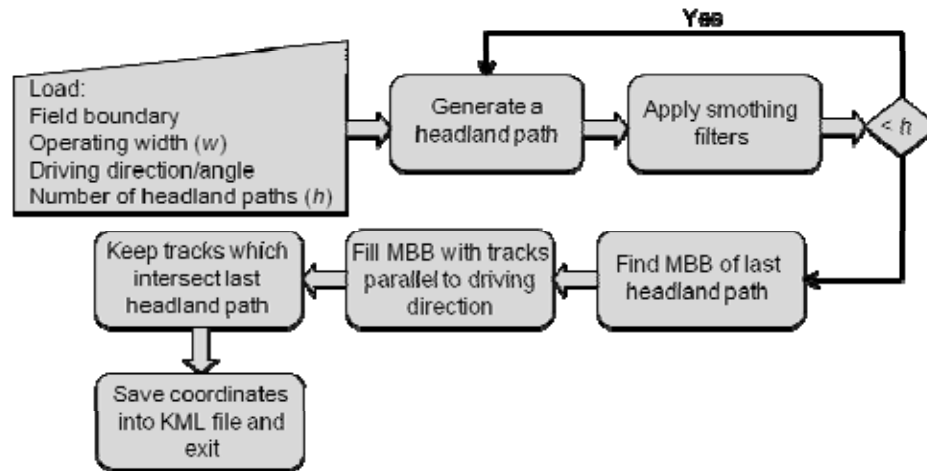 Yes
Load:
Field boundary
Operating width (w)
Driving direction/angle
Number of headland paths (h)
Generate a
headland path
Apply smothing
filters
< h
Find MBB of last
headland path
Fill MBB with tracks
parallel to driving
direction
Keep tracks which
intersect last
headland path
Save coordinates
into KML file and
exit